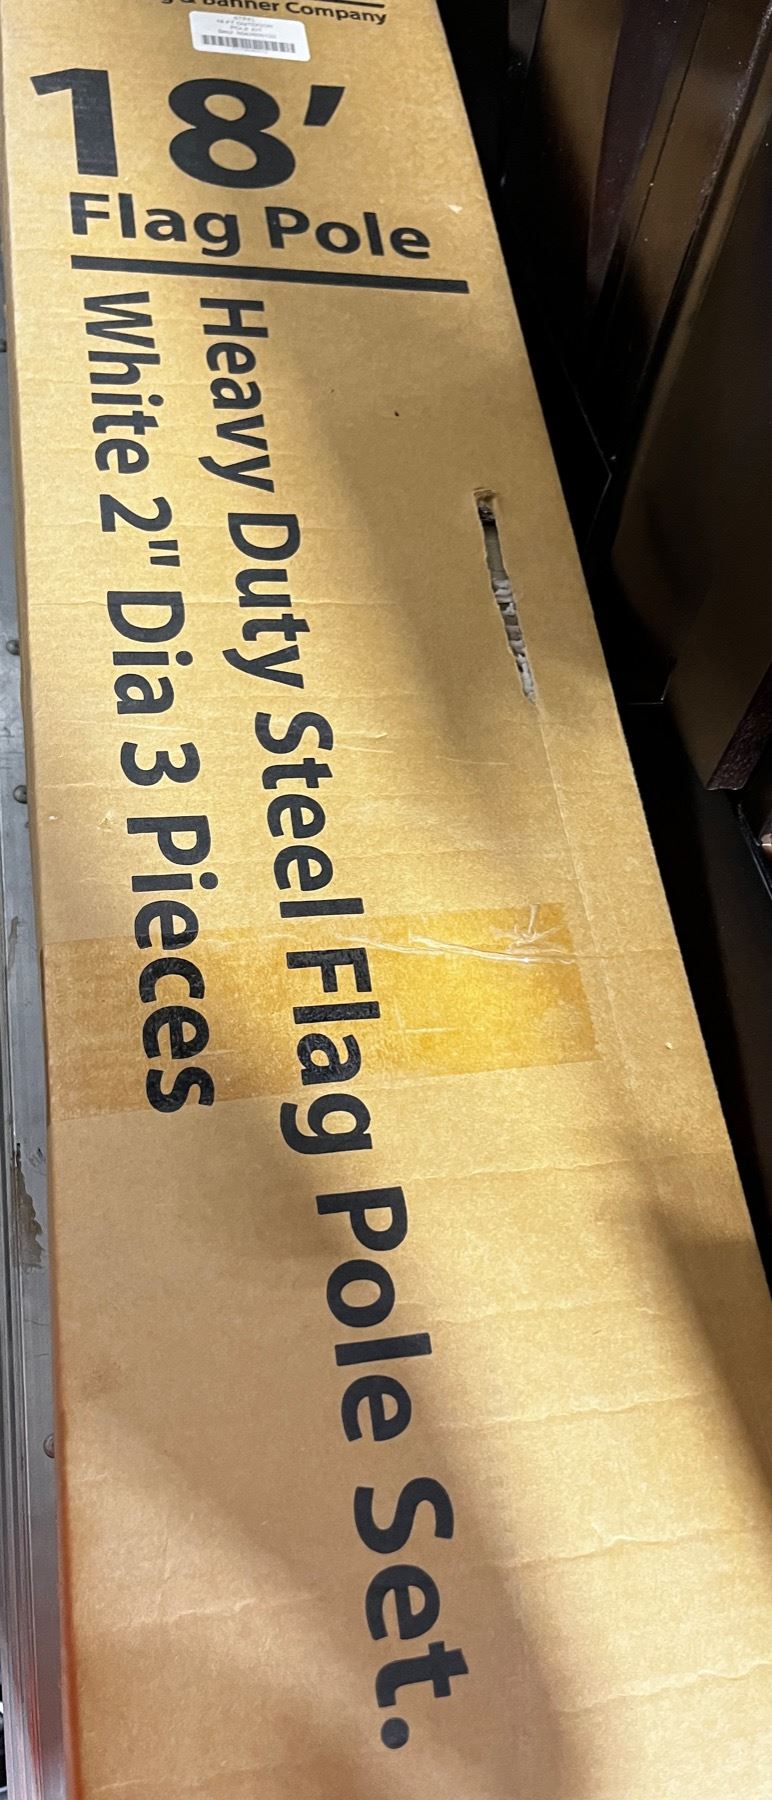 & Banner Company
18'
Flag Pole
Heavy Duty Steel Flag Pole Set.
White 2" Dia 3 Pieces